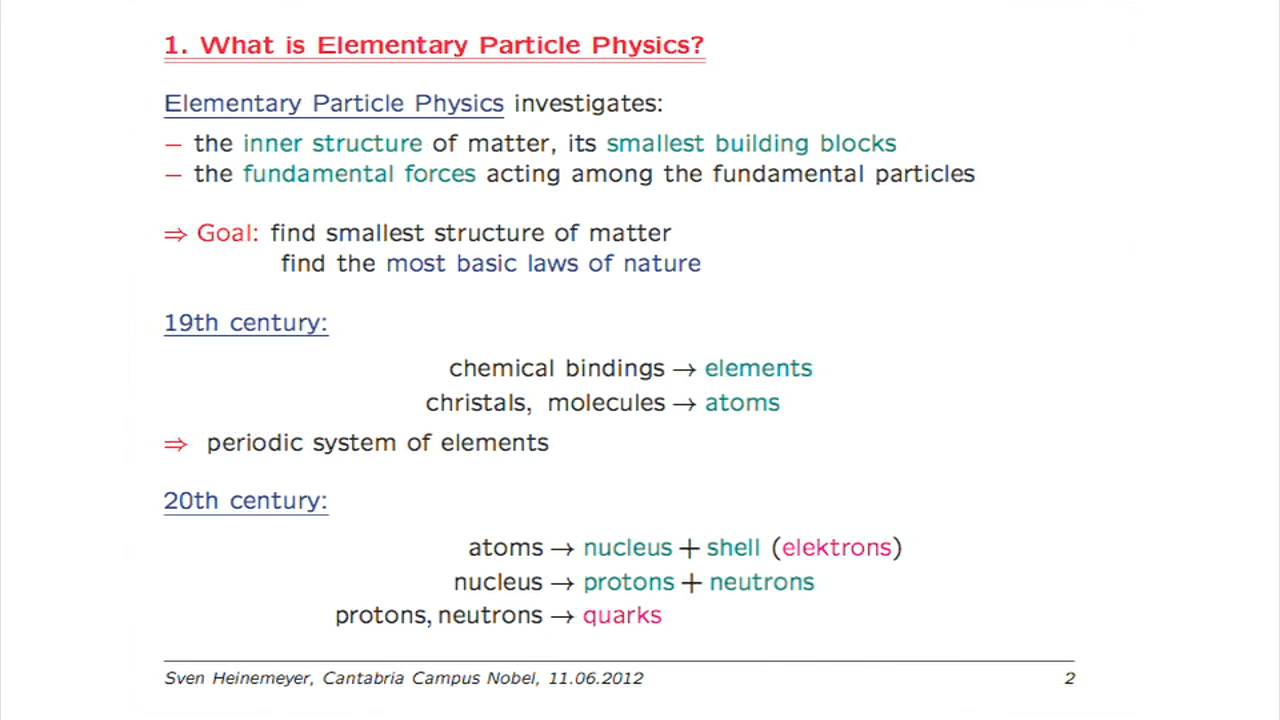 1. What is Elementary Particle Physics?
Elementary Particle Physics investigates:
– the inner structure of matter, its smallest building blocks
– the fundamental forces acting among the fundamental particles
⇒ Goal: find smallest structure of matter
find the most basic laws of nature
19th century:
chemical bindings → elements
christals, molecules → atoms
⇒ periodic system of elements
20th century:
atoms → nucleus + shell (elektrons)
nucleus → protons + neutrons
protons, neutrons → quarks
Sven Heinemeyer, Cantabria Campus Nobel, 11.06.2012 2